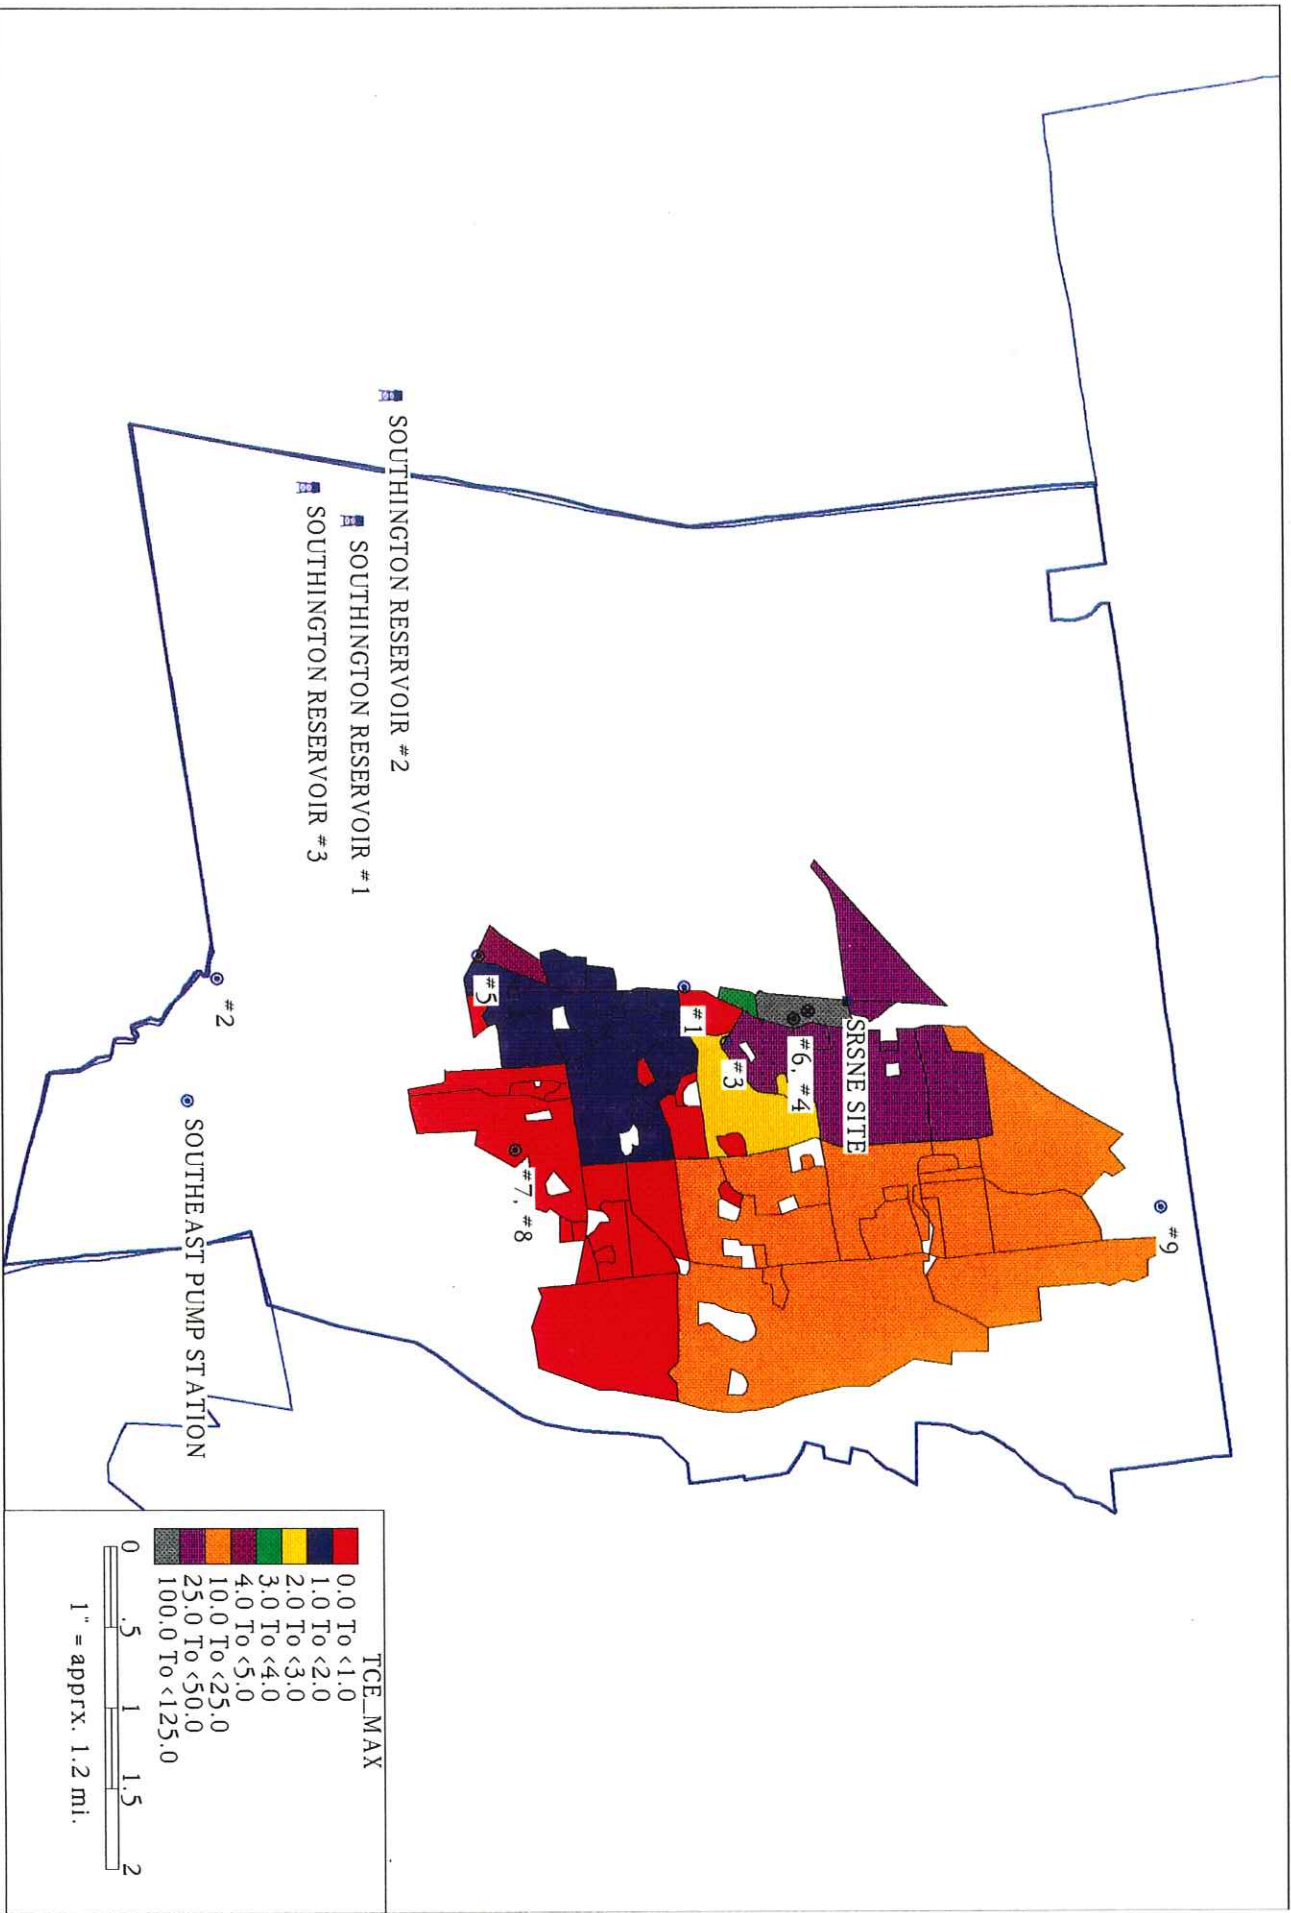 #9
SRSNE SITE
#6, #4
#3
#1
#7, #8
#5
SOUTHINGTON RESERVOIR #2
SOUTHINGTON RESERVOIR #1
SOUTHINGTON RESERVOIR #3
#2
SOUTHEAST PUMP STATION
TCE_MAX
0.0 To <1.0
1.0 To <2.0
2.0 To <3.0
3.0 To <4.0
4.0 To <5.0
10.0 To <25.0
25.0 To <50.0
100.0 To <125.0
0 .5 1 1.5 2
1" = apprx. 1.2 mi.